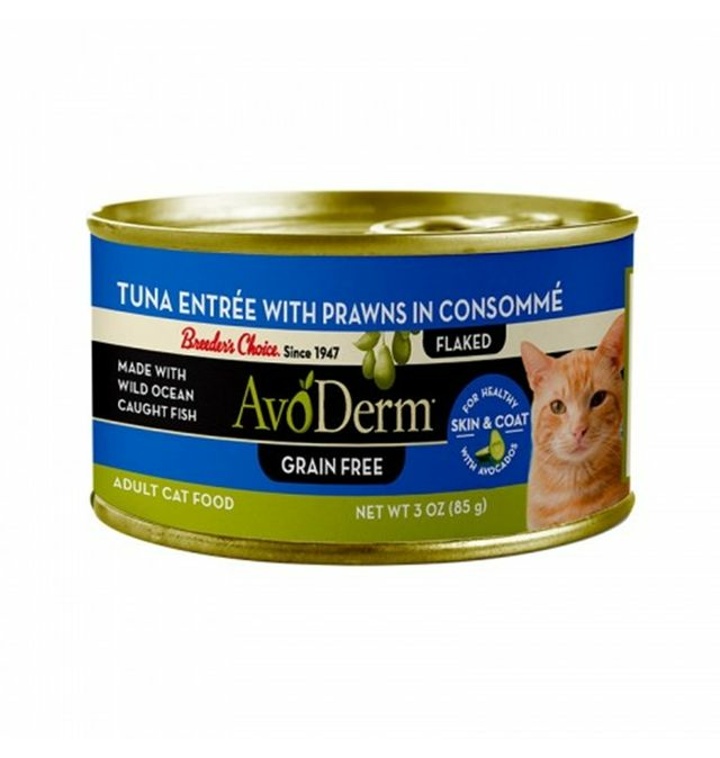 TUNA ENTRÉE WITH PRAWNS IN CONSOMMÉ
Breeder's Choice. Since 1947
FLAKED
MADE WITH
WILD OCEAN
CAUGHT FISH
AvoDerm
FOR HEALTHY
SKIN & COAT
WITH AVOCADOS
GRAIN FREE
ADULT CAT FOOD
NET WT 3 OZ (85 g)